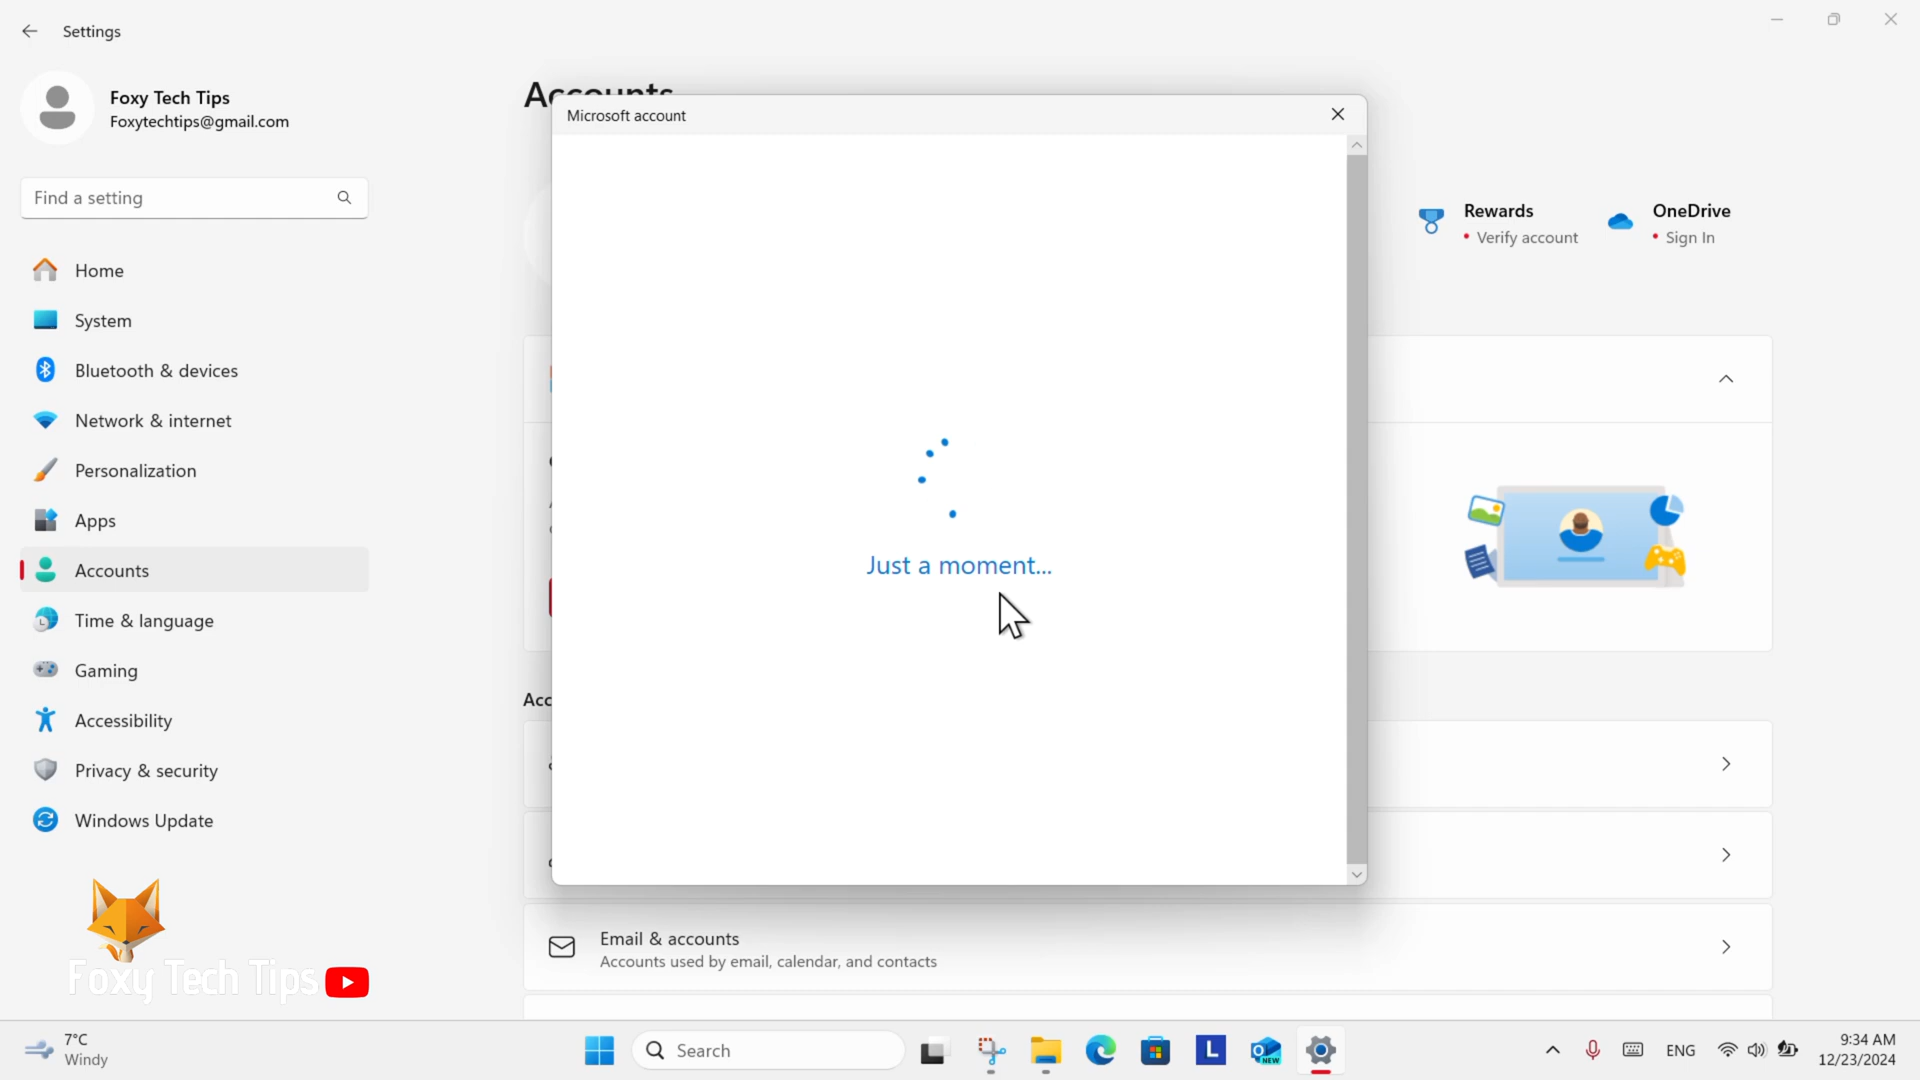 Settings
Foxy Tech Tips
Foxytechtips@gmail.com
Find a setting
Home
System
Bluetooth & devices
Network & internet
Personalization
Apps
Accounts
Time & language
Gaming
Accessibility
Privacy & security
Windows Update
Foxy Tech Tips
Accounts
Microsoft account
Just a moment...
Rewards
• Verify account
OneDrive
• Sign In
Acc
Email & accounts
Accounts used by email, calendar, and contacts
7°C
Windy
Search
L
NEW
ENG
9:34 AM
12/23/2024